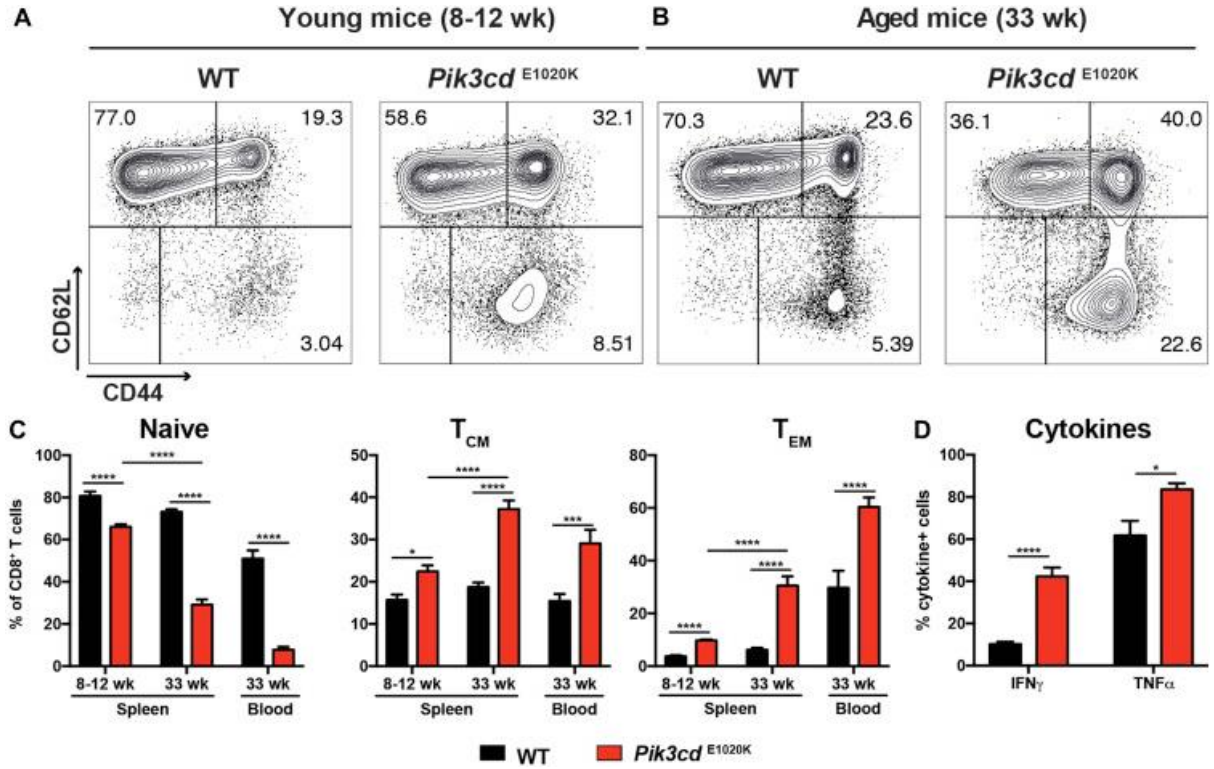 A Young mice (8-12 wk) B Aged mice (33 wk)
WT Pik3cd E1020K WT Pik3cd E1020K
77.0 19.3 58.6 32.1 70.3 23.6 36.1 40.0
3.04 8.51 5.39 22.6
CD62L
CD44
C Naive T CM T EM D Cytokines
% of CD8+ T cells
100
80
60
40
20
0
**** **** **** ****
8-12 wk 33 wk 33 wk
Spleen Blood
50
40
30
20
10
0
* **** **** ***
8-12 wk 33 wk 33 wk
Spleen Blood
80
60
40
20
0
**** **** **** ****
8-12 wk 33 wk 33 wk
Spleen Blood
% cytokine+ cells
100
80
60
40
20
0
**** *
IFNγ TNFα
WT Pik3cd E1020K